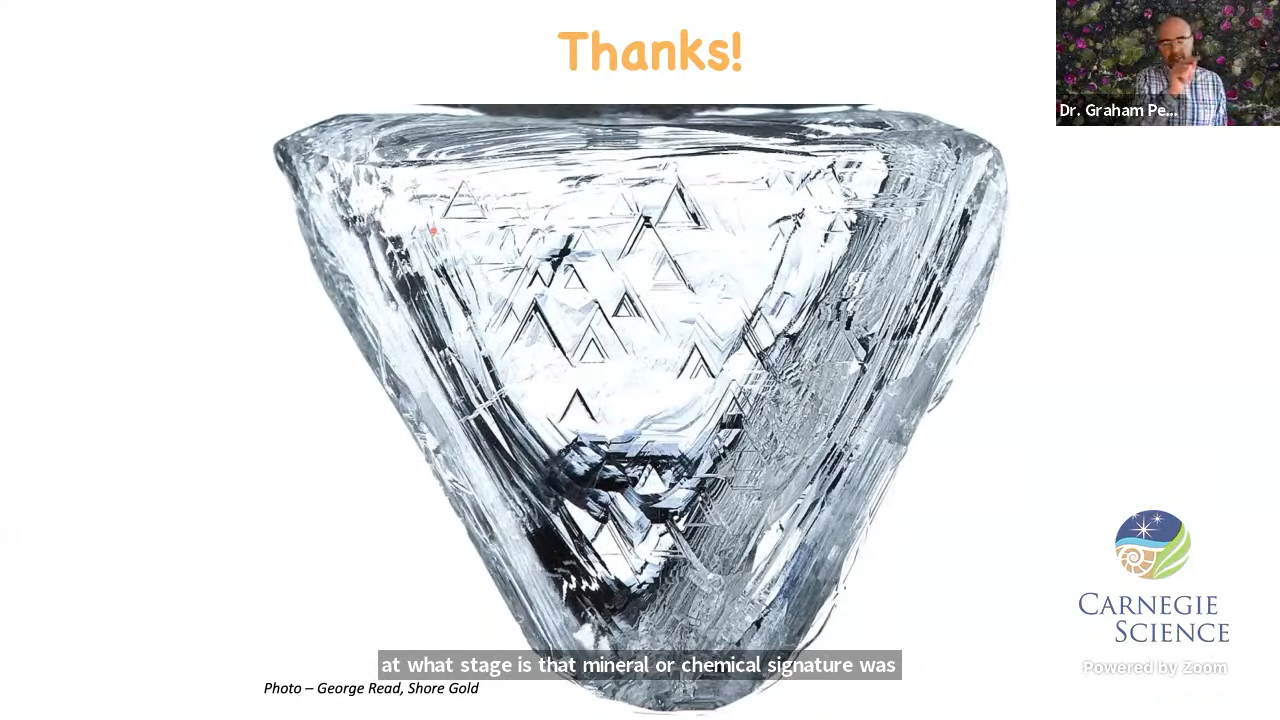 Thanks!
Dr. Graham Pe...
CARNEGIE
SCIENCE
at what stage is that mineral or chemical signature was
Powered by Zoom
Photo – George Read, Shore Gold